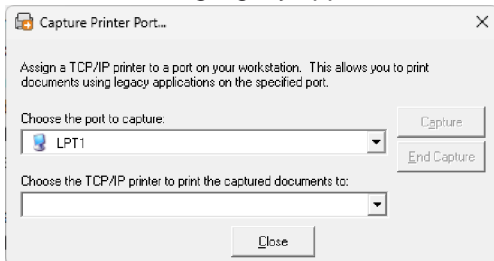 Capture Printer Port...
Assign a TCP/IP printer to a port on your workstation. This allows you to print
documents using legacy applications on the specified port.
Choose the port to capture:
LPT1
Capture
End Capture
Choose the TCP/IP printer to print the captured documents to:
Close